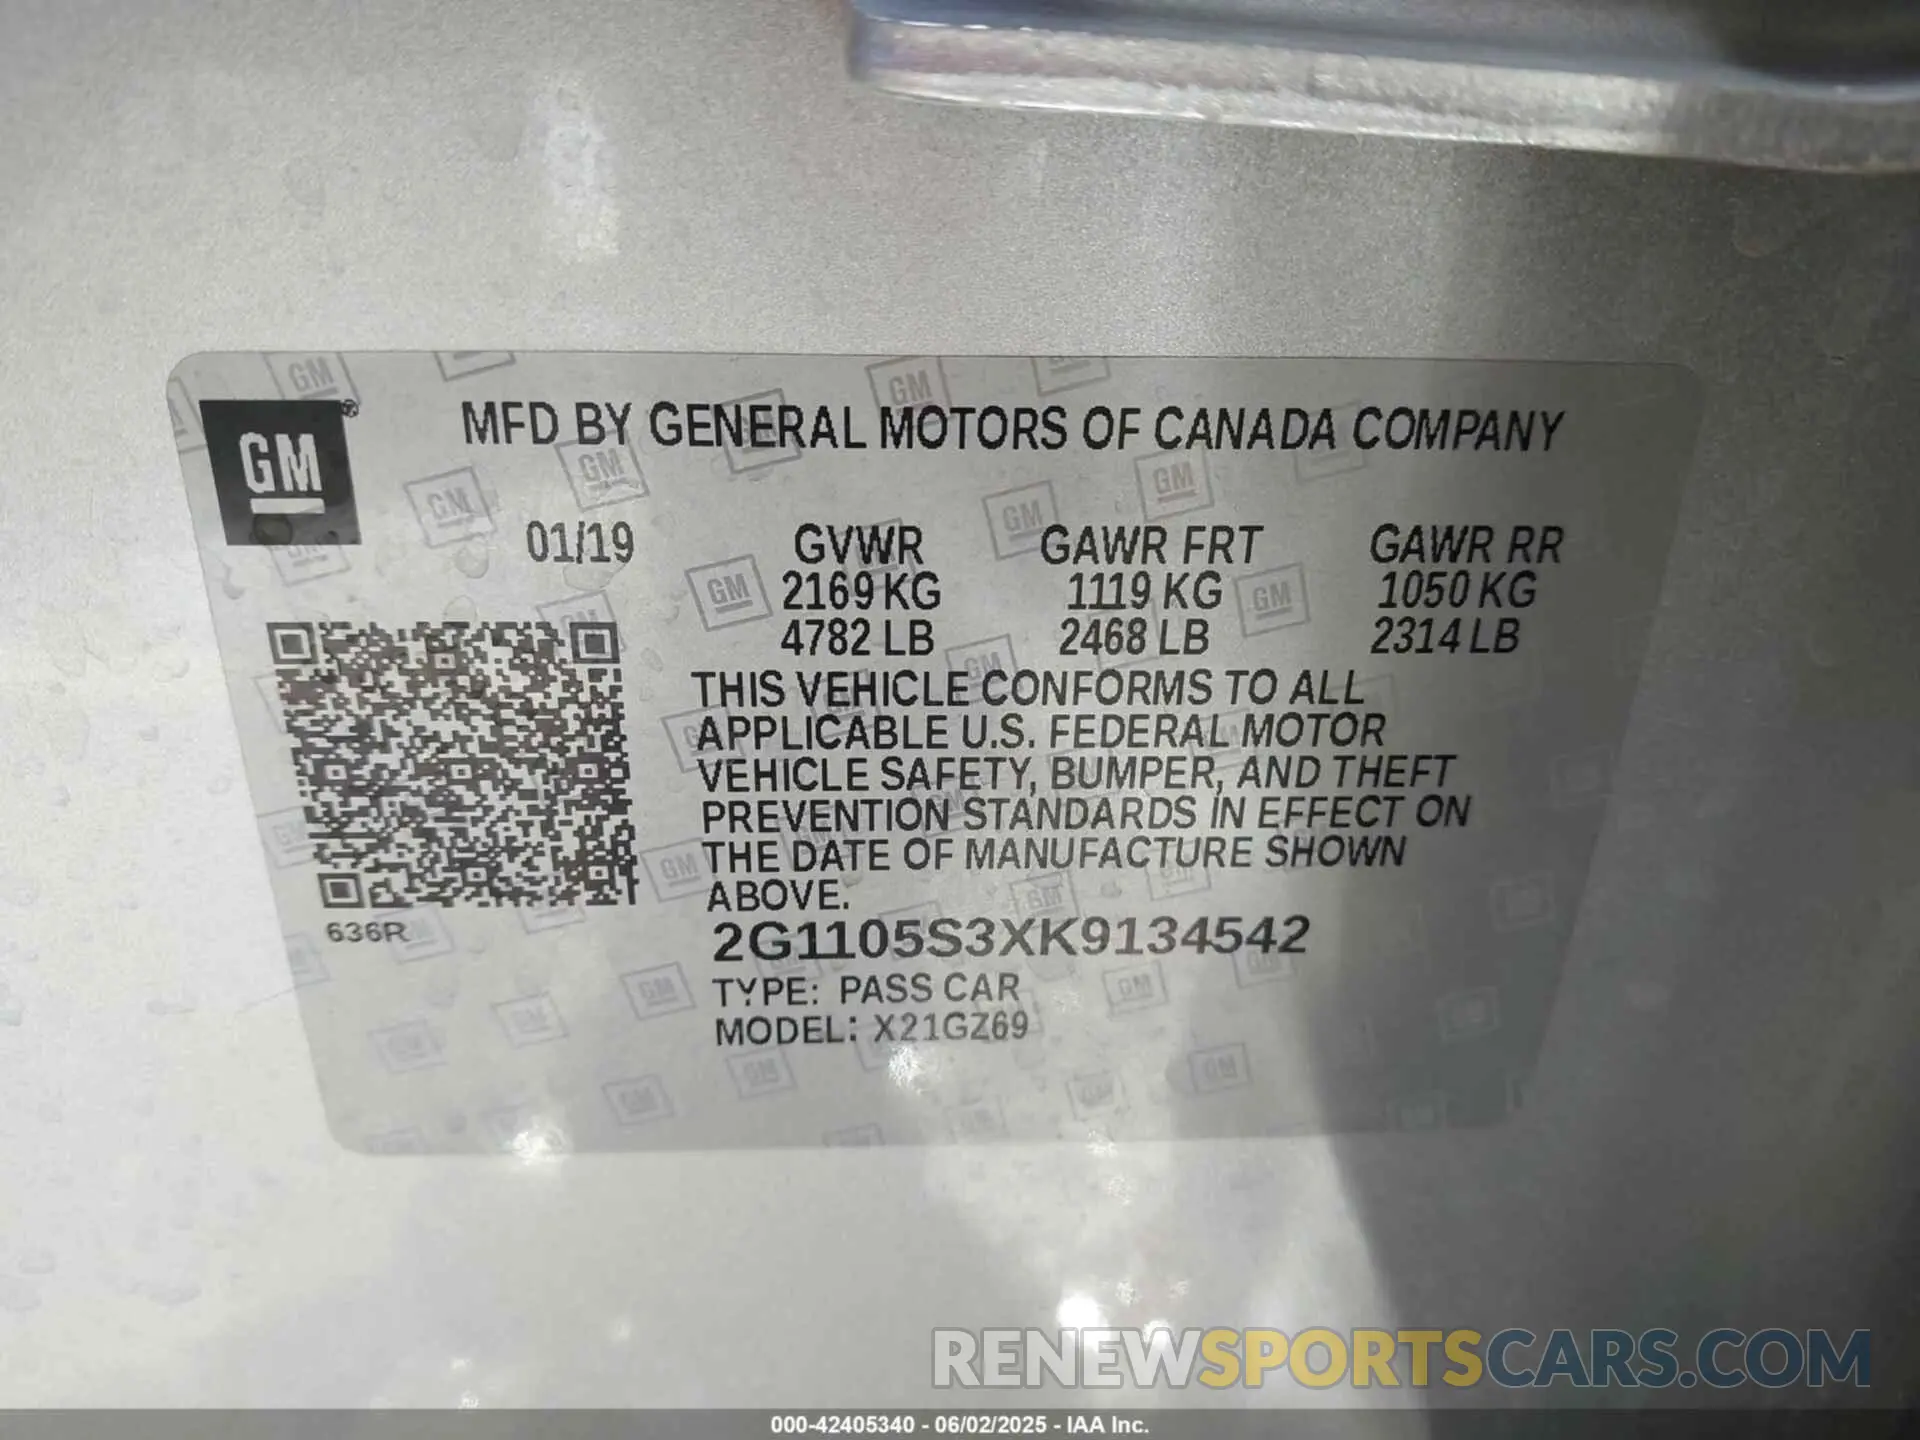 GM
MFD BY GENERAL MOTORS OF CANADA COMPANY
01/19 GVWR GAWR FRT GAWR RR
2169 KG 1119 KG 1050 KG
4782 LB 2468 LB 2314 LB
THIS VEHICLE CONFORMS TO ALL
APPLICABLE U.S. FEDERAL MOTOR
VEHICLE SAFETY, BUMPER, AND THEFT
PREVENTION STANDARDS IN EFFECT ON
THE DATE OF MANUFACTURE SHOWN
ABOVE.
636R
2G1105S3XK9134542
TYPE: PASS CAR
MODEL: X21GZ69
RENEWSPORTSCARS.COM
000-42405340 - 06/02/2025 - IAA Inc.